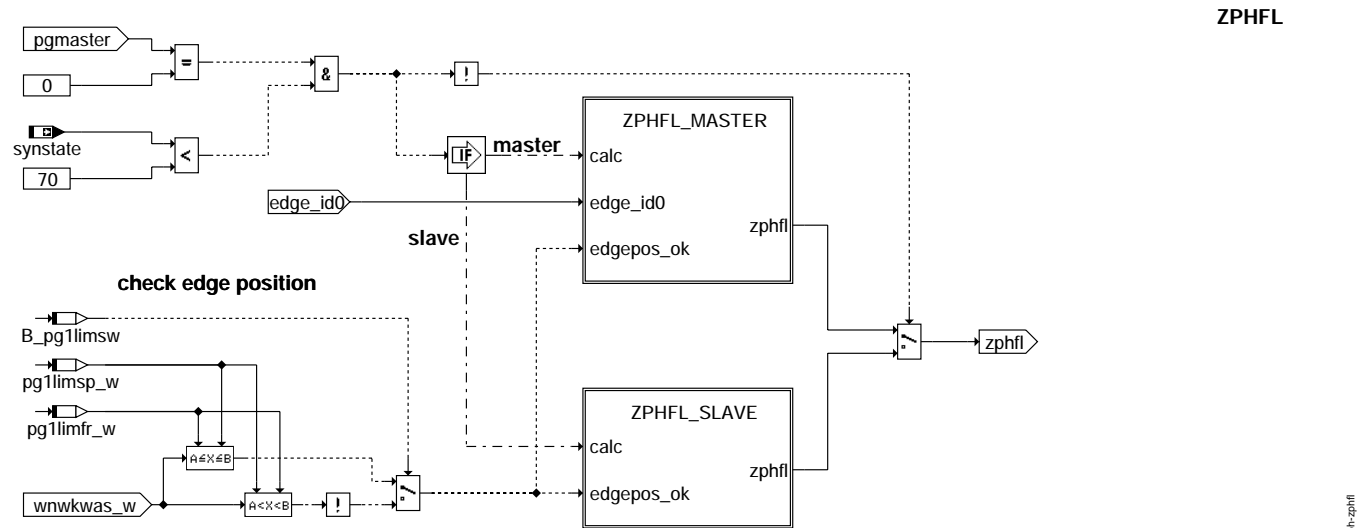 ZPHFL
pgmaster
=
0
&
!
synstate
<
70
IF
master
slave
ZPHFL_MASTER
calc
edge_id0
edge_id0
edgepos_ok
zphfl
check edge position
B_pg1limsw
pg1limsp_w
pg1limfr_w
A≤X≤B
wnwkwas_w
A<X<B
!
ZPHFL_SLAVE
calc
edgepos_ok
zphfl
zphfl